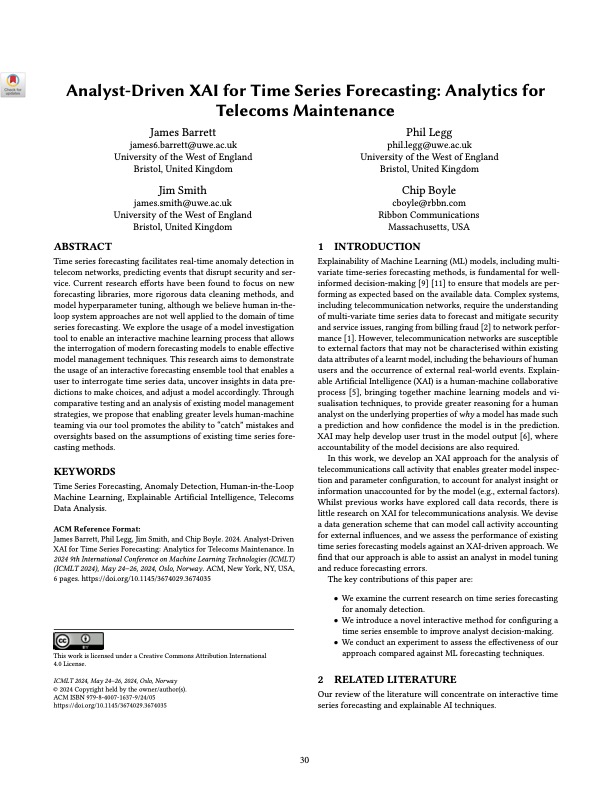 Check for
updates
Analyst-Driven XAI for Time Series Forecasting: Analytics for
Telecoms Maintenance
James Barrett
james6.barrett@uwe.ac.uk
University of the West of England
Bristol, United Kingdom
Phil Legg
phil.legg@uwe.ac.uk
University of the West of England
Bristol, United Kingdom
Jim Smith
james.smith@uwe.ac.uk
University of the West of England
Bristol, United Kingdom
Chip Boyle
cboyle@rbbn.com
Ribbon Communications
Massachusetts, USA
ABSTRACT
Time series forecasting facilitates real-time anomaly detection in
telecom networks, predicting events that disrupt security and ser-
vice. Current research efforts have been found to focus on new
forecasting libraries, more rigorous data cleaning methods, and
model hyperparameter tuning, although we believe human in-the-
loop system approaches are not well applied to the domain of time
series forecasting. We explore the usage of a model investigation
tool to enable an interactive machine learning process that allows
the interrogation of modern forecasting models to enable effective
model management techniques. This research aims to demonstrate
the usage of an interactive forecasting ensemble tool that enables a
user to interrogate time series data, uncover insights in data pre-
dictions to make choices, and adjust a model accordingly. Through
comparative testing and an analysis of existing model management
strategies, we propose that enabling greater levels human-machine
teaming via our tool promotes the ability to "catch" mistakes and
oversights based on the assumptions of existing time series fore-
casting methods.
KEYWORDS
Time Series Forecasting, Anomaly Detection, Human-in-the-Loop
Machine Learning, Explainable Artificial Intelligence, Telecoms
Data Analysis.
ACM Reference Format:
James Barrett, Phil Legg, Jim Smith, and Chip Boyle. 2024. Analyst-Driven
XAI for Time Series Forecasting: Analytics for Telecoms Maintenance. In
2024 9th International Conference on Machine Learning Technologies (ICMLT)
(ICMLT 2024), May 24–26, 2024, Oslo, Norway. ACM, New York, NY, USA,
6 pages. https://doi.org/10.1145/3674029.3674035
cc
BY
This work is licensed under a Creative Commons Attribution International
4.0 License.
ICMLT 2024, May 24–26, 2024, Oslo, Norway
© 2024 Copyright held by the owner/author(s).
ACM ISBN 979-8-4007-1637-9/24/05
https://doi.org/10.1145/3674029.3674035
1 INTRODUCTION
Explainability of Machine Learning (ML) models, including multi-
variate time-series forecasting methods, is fundamental for well-
informed decision-making [9] [11] to ensure that models are per-
forming as expected based on the available data. Complex systems,
including telecommunication networks, require the understanding
of multi-variate time series data to forecast and mitigate security
and service issues, ranging from billing fraud [2] to network perfor-
mance [1]. However, telecommunication networks are susceptible
to external factors that may not be characterised within existing
data attributes of a learnt model, including the behaviours of human
users and the occurrence of external real-world events. Explain-
able Artificial Intelligence (XAI) is a human-machine collaborative
process [5], bringing together machine learning models and vi-
sualisation techniques, to provide greater reasoning for a human
analyst on the underlying properties of why a model has made such
a prediction and how confidence the model is in the prediction.
XAI may help develop user trust in the model output [6], where
accountability of the model decisions are also required.
In this work, we develop an XAI approach for the analysis of
telecommunications call activity that enables greater model inspec-
tion and parameter configuration, to account for analyst insight or
information unaccounted for by the model (e.g., external factors).
Whilst previous works have explored call data records, there is
little research on XAI for telecommunications analysis. We devise
a data generation scheme that can model call activity accounting
for external influences, and we assess the performance of existing
time series forecasting models against an XAI-driven approach. We
find that our approach is able to assist an analyst in model tuning
and reduce forecasting errors.
The key contributions of this paper are:
• We examine the current research on time series forecasting
for anomaly detection.
• We introduce a novel interactive method for configuring a
time series ensemble to improve analyst decision-making.
• We conduct an experiment to assess the effectiveness of our
approach compared against ML forecasting techniques.
2 RELATED LITERATURE
Our review of the literature will concentrate on interactive time
series forecasting and explainable AI techniques.
30